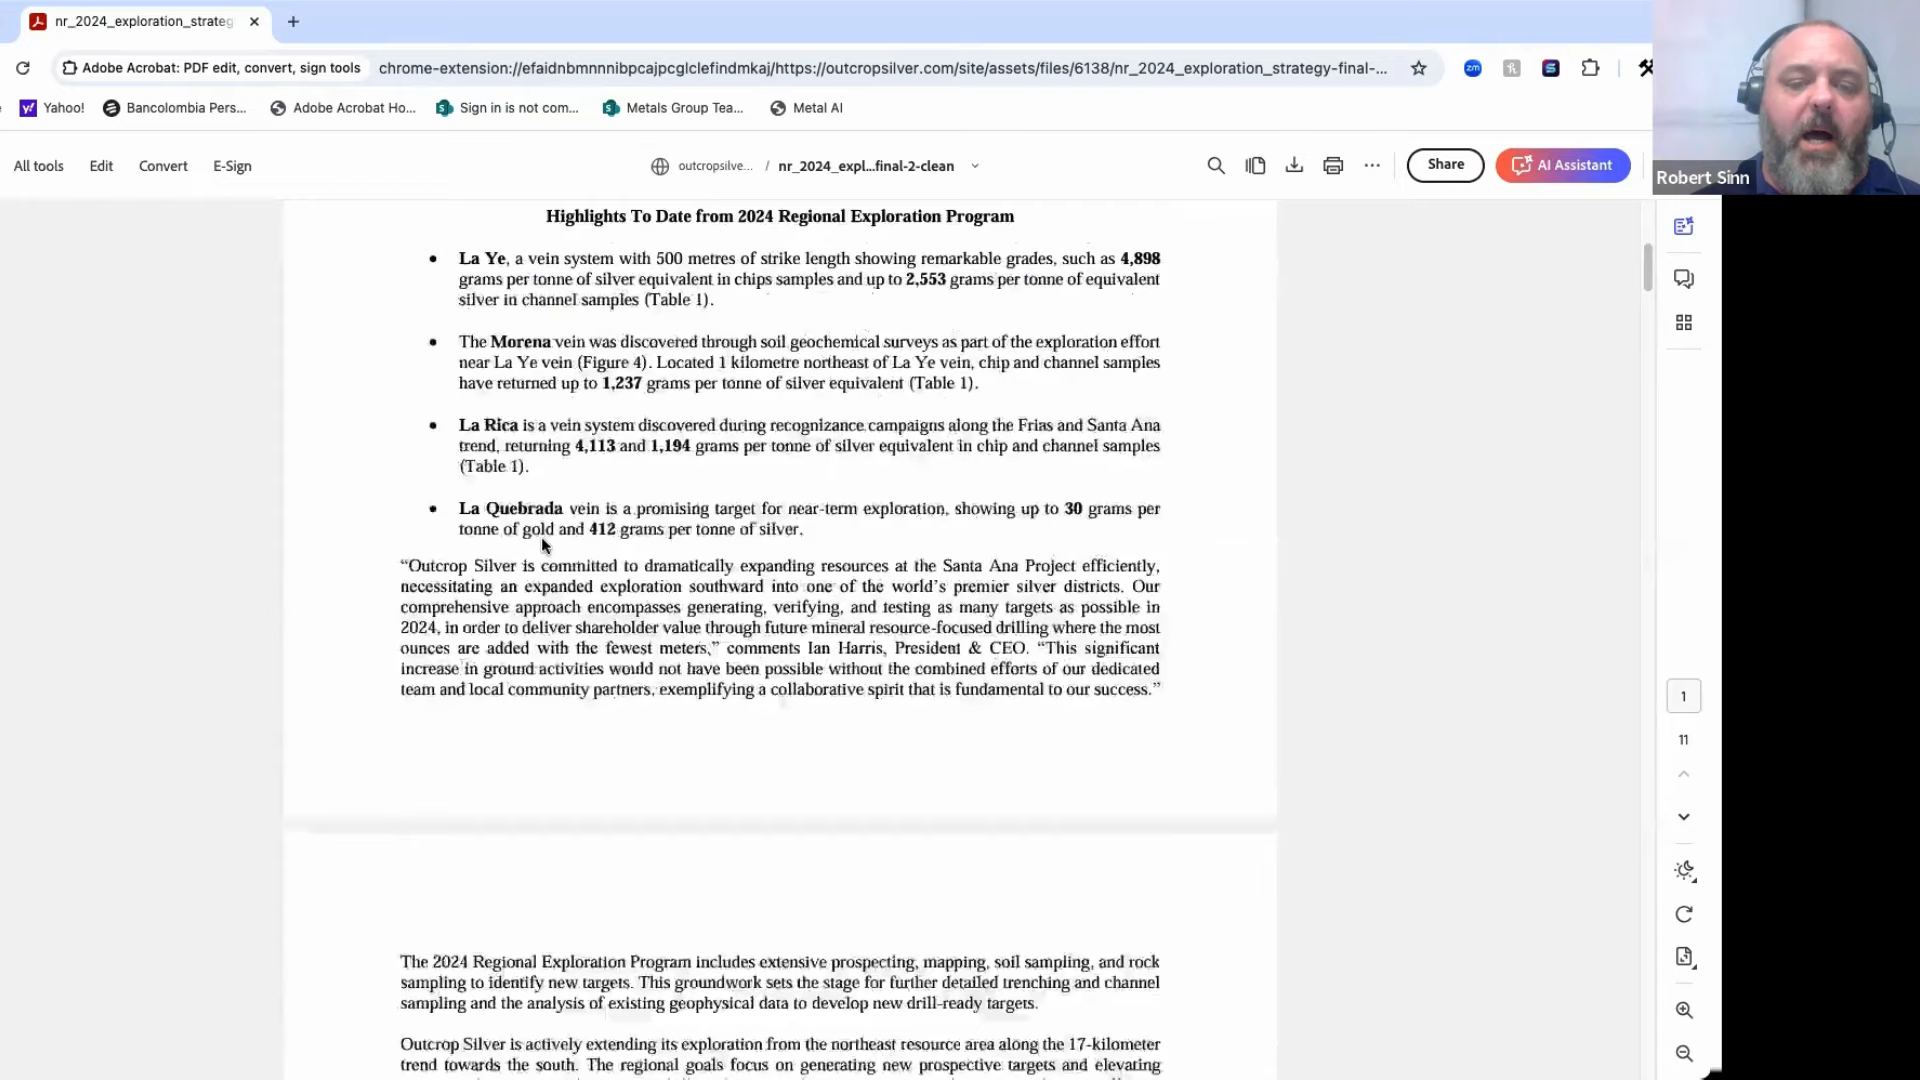 nr_2024_exploration_strateg
Adobe Acrobat: PDF edit, convert, sign tools
chrome-extension://efaidnbmnnnibpcajpcglclefindmkaj/https://outcropsilver.com/site/assets/files/6138/nr_2024_exploration_strategy-final-...
Yahoo!
Bancolombia Pers...
Adobe Acrobat Ho...
Sign in is not com...
Metals Group Tea...
Metal AI
All tools
Edit
Convert
E-Sign
outcropsilve... / nr_2024_expl...final-2-clean
Share
AI Assistant
Robert Sinn
Highlights To Date from 2024 Regional Exploration Program
• La Ye, a vein system with 500 metres of strike length showing remarkable grades, such as 4,898
grams per tonne of silver equivalent in chips samples and up to 2,553 grams per tonne of equivalent
silver in channel samples (Table 1).
• The Morena vein was discovered through soil geochemical surveys as part of the exploration effort
near La Ye vein (Figure 4). Located 1 kilometre northeast of La Ye vein, chip and channel samples
have returned up to 1,237 grams per tonne of silver equivalent (Table 1).
• La Rica is a vein system discovered during recognizance campaigns along the Frias and Santa Ana
trend, returning 4,113 and 1,194 grams per tonne of silver equivalent in chip and channel samples
(Table 1).
• La Quebrada vein is a promising target for near-term exploration, showing up to 30 grams per
tonne of gold and 412 grams per tonne of silver.
“Outcrop Silver is committed to dramatically expanding resources at the Santa Ana Project efficiently,
necessitating an expanded exploration southward into one of the world’s premier silver districts. Our
comprehensive approach encompasses generating, verifying, and testing as many targets as possible in
2024, in order to deliver shareholder value through future mineral resource-focused drilling where the most
ounces are added with the fewest meters,” comments Ian Harris, President & CEO. “This significant
increase in ground activities would not have been possible without the combined efforts of our dedicated
team and local community partners, exemplifying a collaborative spirit that is fundamental to our success.”
The 2024 Regional Exploration Program includes extensive prospecting, mapping, soil sampling, and rock
sampling to identify new targets. This groundwork sets the stage for further detailed trenching and channel
sampling and the analysis of existing geophysical data to develop new drill-ready targets.
Outcrop Silver is actively extending its exploration from the northeast resource area along the 17-kilometer
trend towards the south. The regional goals focus on generating new prospective targets and elevating
1
11
zm